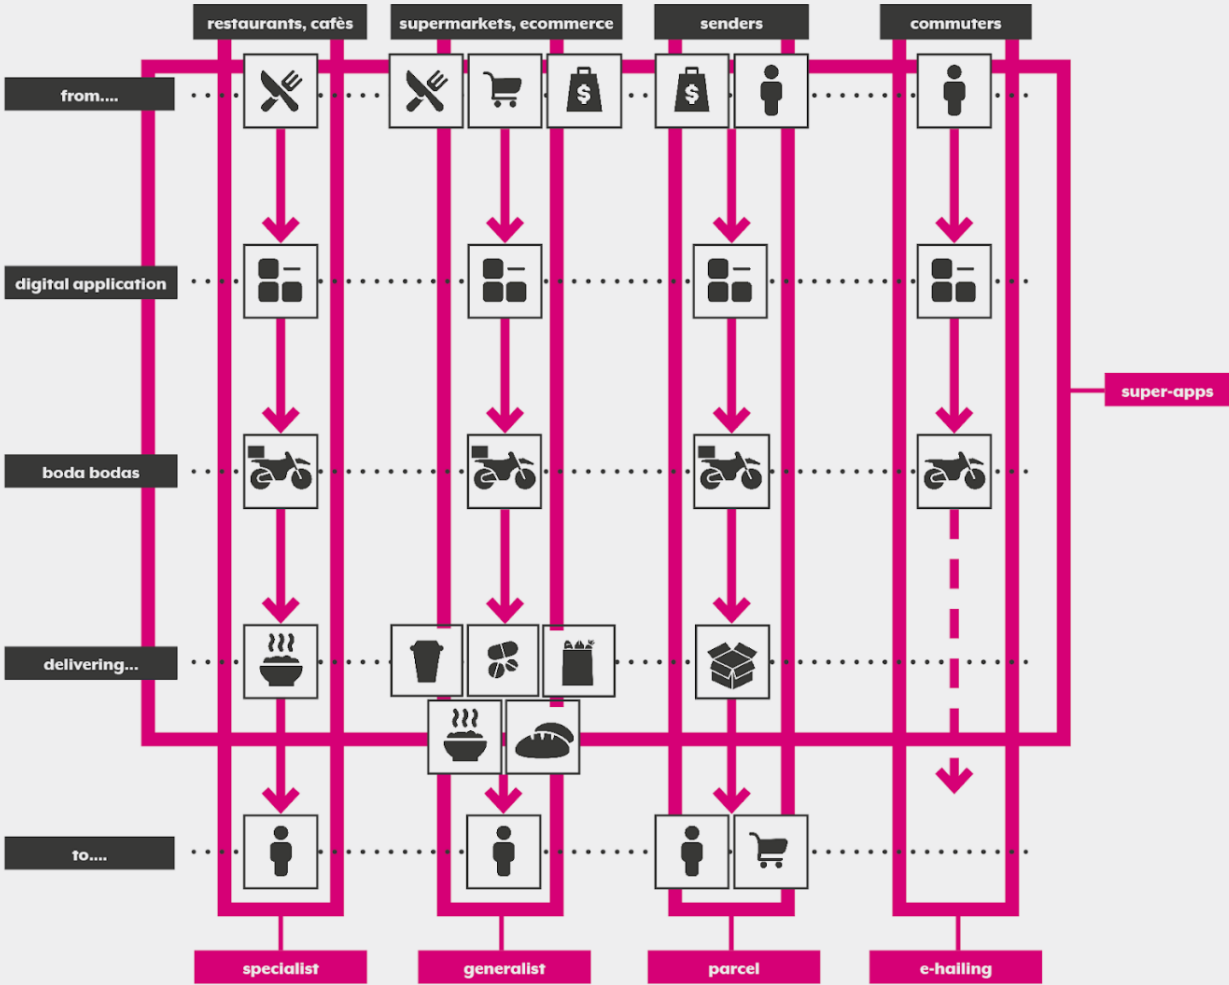 restaurants, cafès
supermarkets, ecommerce
senders
commuters
from....
$
$
digital application
super-apps
boda bodas
delivering...
to....
specialist
generalist
parcel
e-hailing